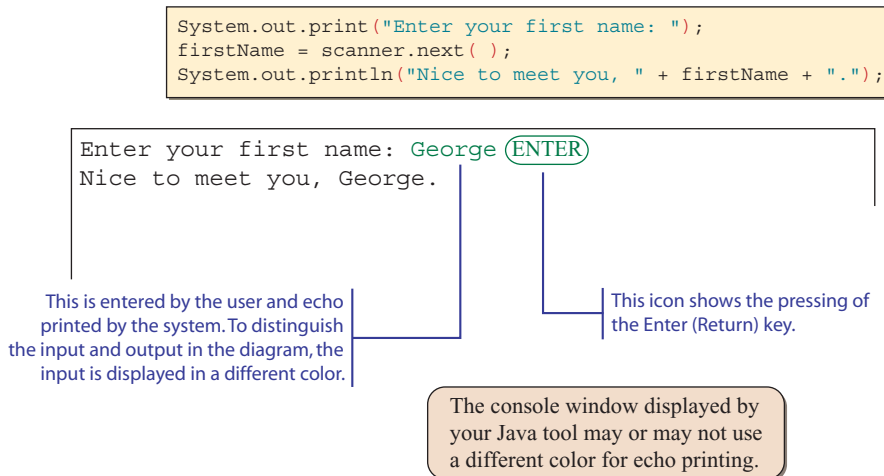 System.out.print("Enter your first name: ");
firstName = scanner.next( );
System.out.println("Nice to meet you, " + firstName + ".");
Enter your first name: George ENTER
Nice to meet you, George.
This is entered by the user and echo
printed by the system. To distinguish
the input and output in the diagram, the
input is displayed in a different color.
This icon shows the pressing of
the Enter (Return) key.
The console window displayed by
your Java tool may or may not use
a different color for echo printing.